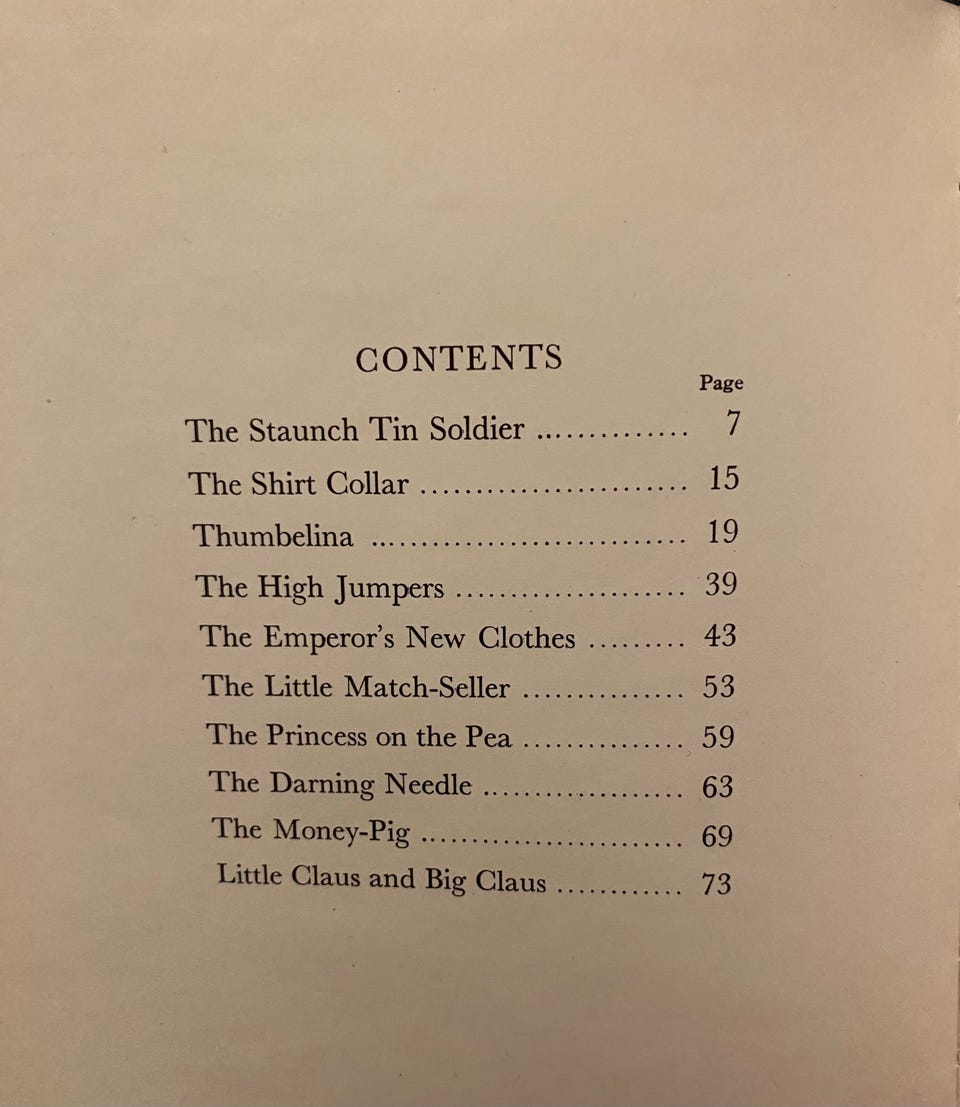 CONTENTS
Page
The Staunch Tin Soldier .............. 7
The Shirt Collar ........................ 15
Thumbelina ............................ 19
The High Jumpers ..................... 39
The Emperor's New Clothes ......... 43
The Little Match-Seller ............... 53
The Princess on the Pea ............... 59
The Darning Needle ................... 63
The Money-Pig ........................ 69
Little Claus and Big Claus ............ 73